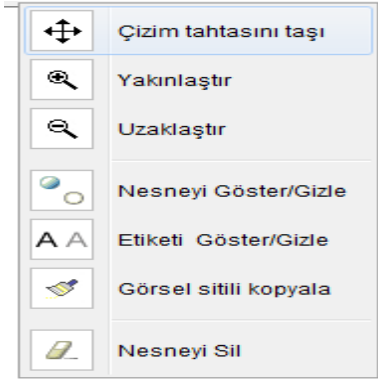 Çizim tahtasını taşı
Yakınlaştır
Uzaklaştır
Nesneyi Göster/Gizle
A A Etiketi Göster/Gizle
Görsel sitili kopyala
Nesneyi Sil